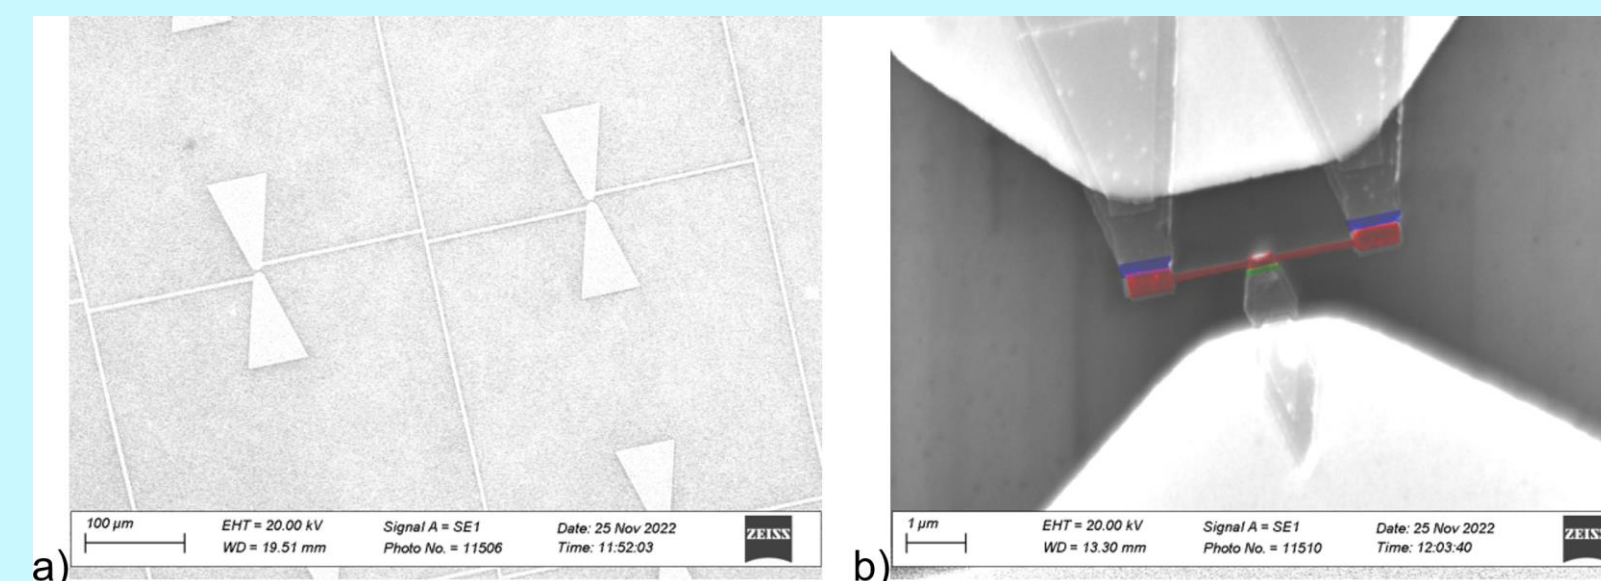 100 µm
EHT = 20.00 kV
Signal A = SE1
Date: 25 Nov 2022
WD = 19.51 mm
Photo No. = 11506
Time: 11:52:03
ZEISS
a)
1 µm
EHT = 20.00 kV
Signal A = SE1
Date: 25 Nov 2022
WD = 13.30 mm
Photo No. = 11510
Time: 12:03:40
ZEISS
b)